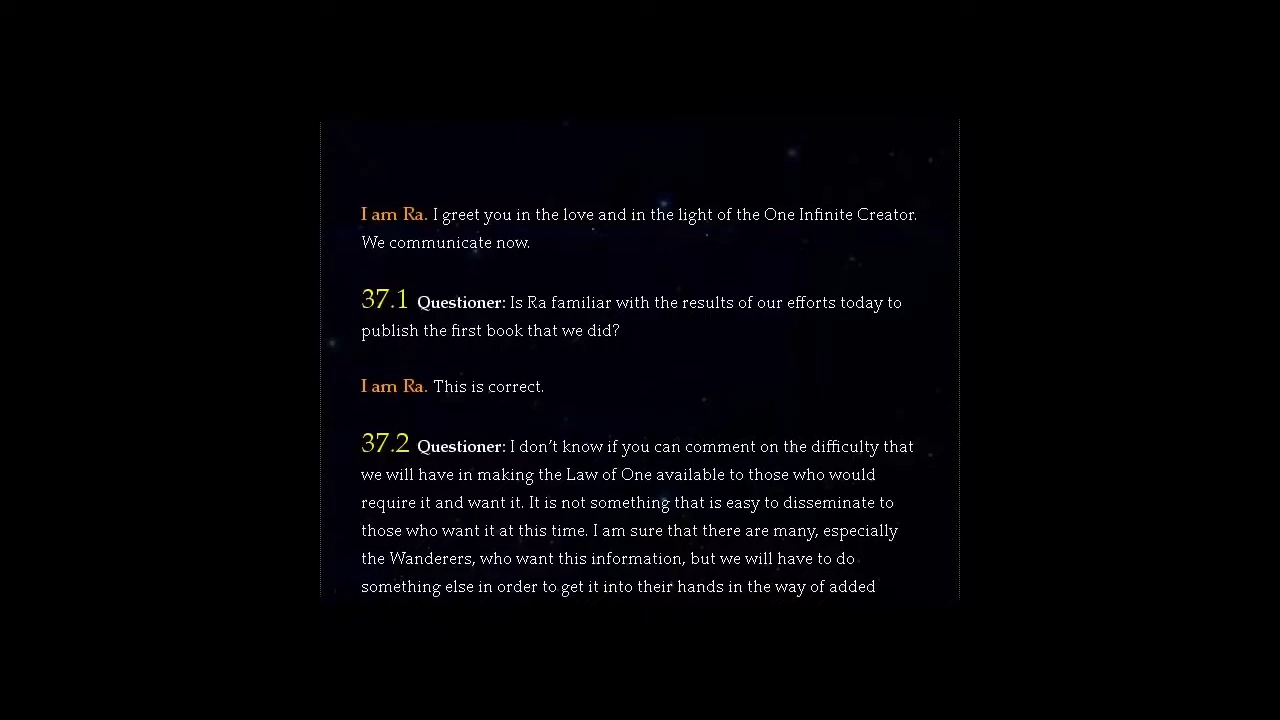 I am Ra. I greet you in the love and in the light of the One Infinite Creator.
We communicate now.
37.1 Questioner: Is Ra familiar with the results of our efforts today to
publish the first book that we did?
I am Ra. This is correct.
37.2 Questioner: I don’t know if you can comment on the difficulty that
we will have in making the Law of One available to those who would
require it and want it. It is not something that is easy to disseminate to
those who want it at this time. I am sure that there are many, especially
the Wanderers, who want this information, but we will have to do
something else in order to get it into their hands in the way of added